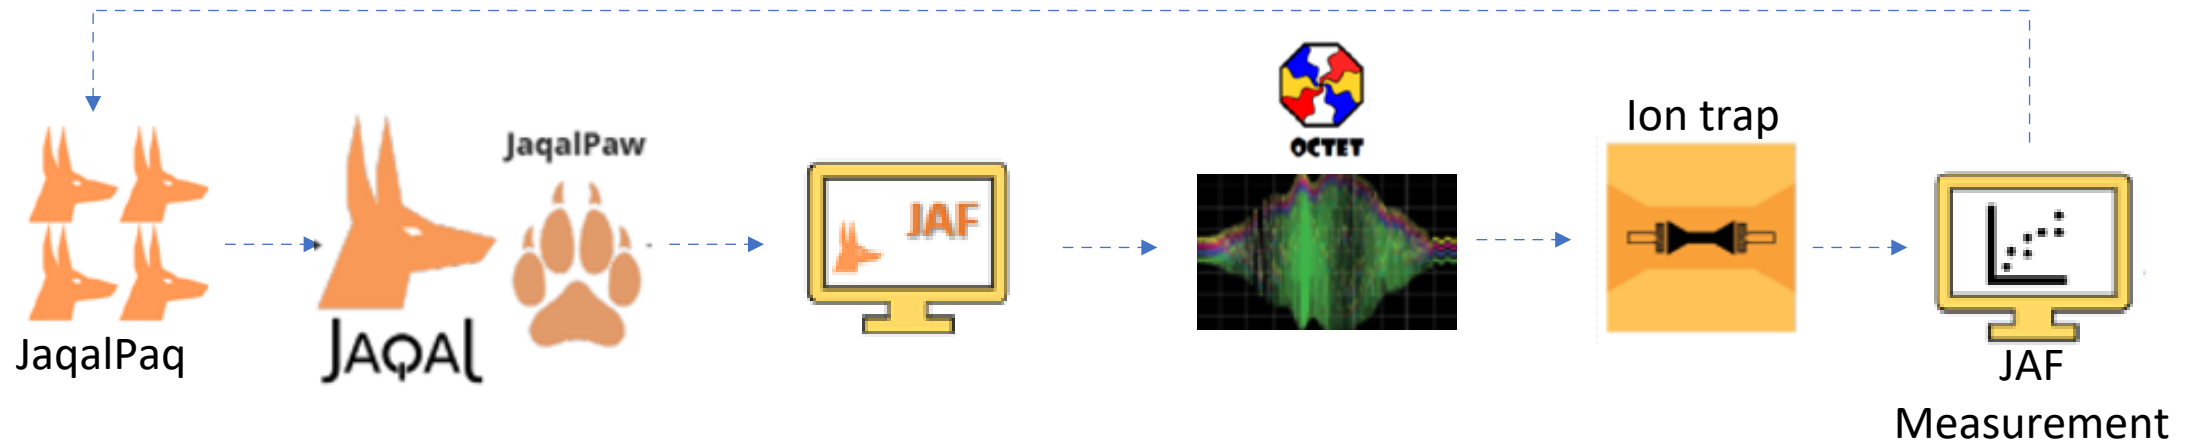 JaqalPaq
JAQAL
JaqalPaw
JAF
OCTET
Ion trap
JAF
Measurement